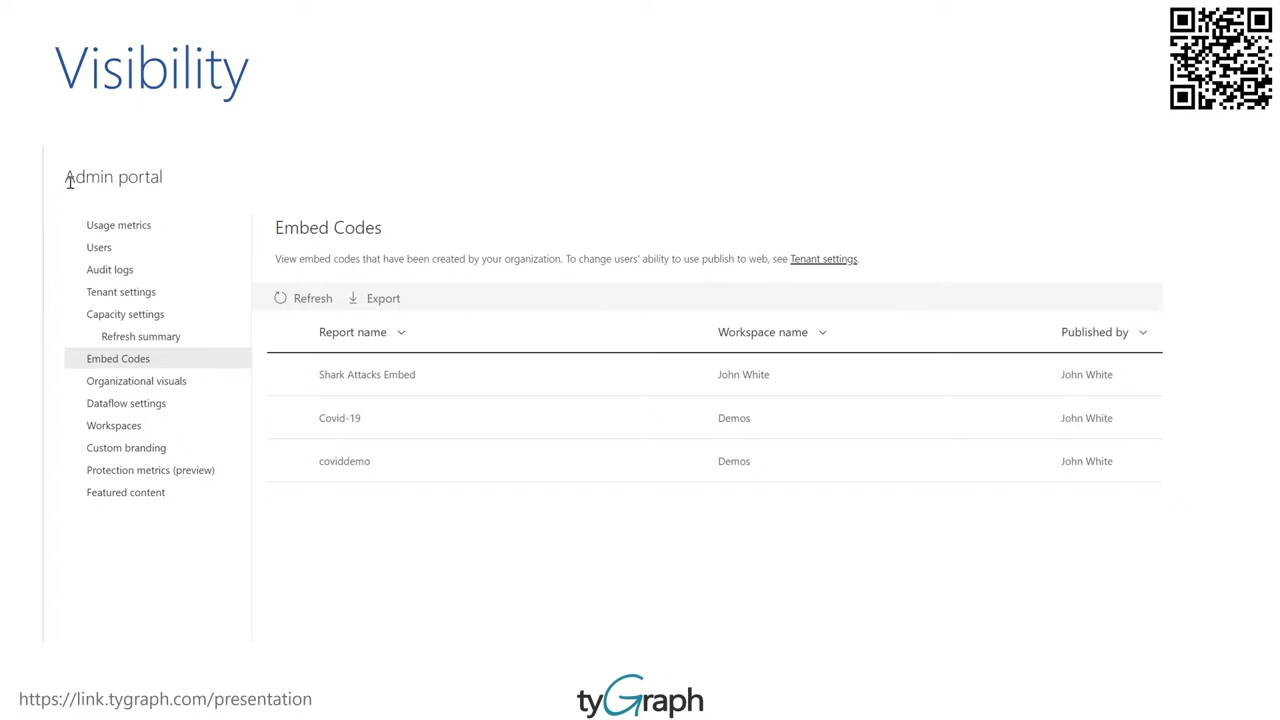 Visibility
Admin portal
Usage metrics
Users
Audit logs
Tenant settings
Capacity settings
Refresh summary
Embed Codes
Organizational visuals
Dataflow settings
Workspaces
Custom branding
Protection metrics (preview)
Featured content
Embed Codes
View embed codes that have been created by your organization. To change users' ability to use publish to web, see Tenant settings.
Refresh Export
Report name Workspace name Published by
Shark Attacks Embed John White John White
Covid-19 Demos John White
coviddemo Demos John White
https://link.tygraph.com/presentation
tyGraph